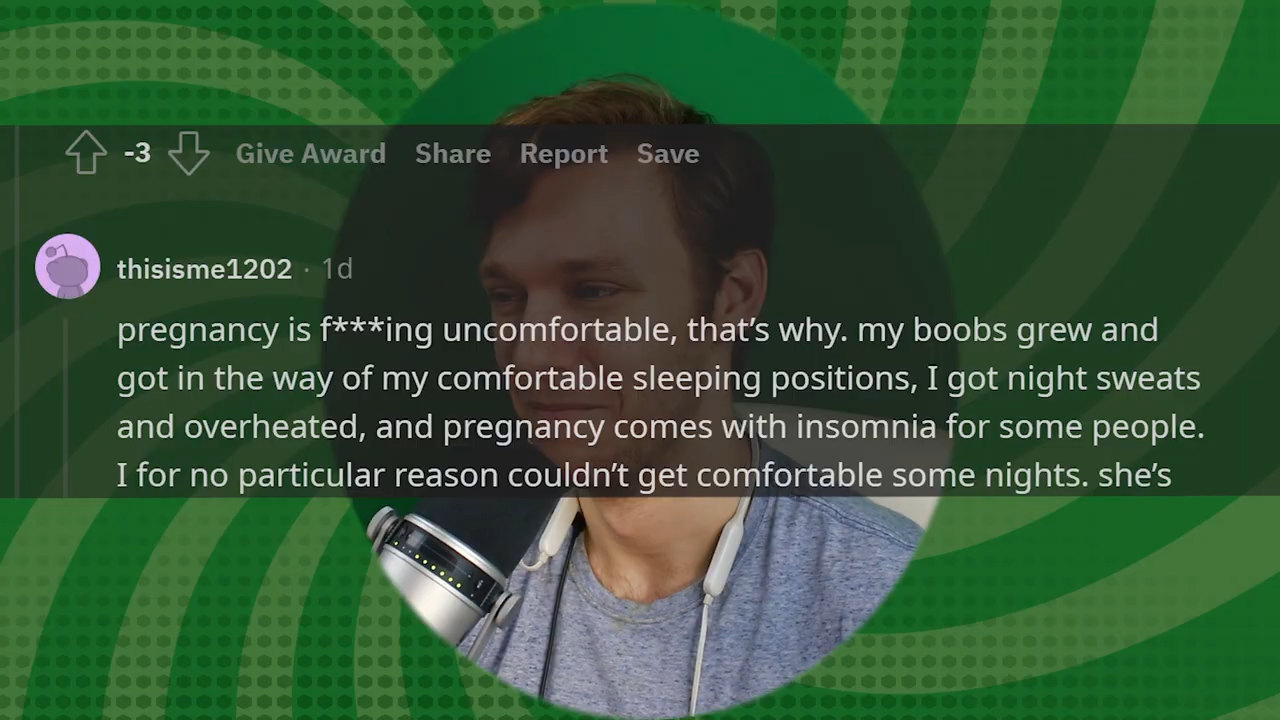 -3 Give Award Share Report Save
thisisme1202 · 1d
pregnancy is f***ing uncomfortable, that’s why. my boobs grew and
got in the way of my comfortable sleeping positions, I got night sweats
and overheated, and pregnancy comes with insomnia for some people.
I for no particular reason couldn’t get comfortable some nights. she’s